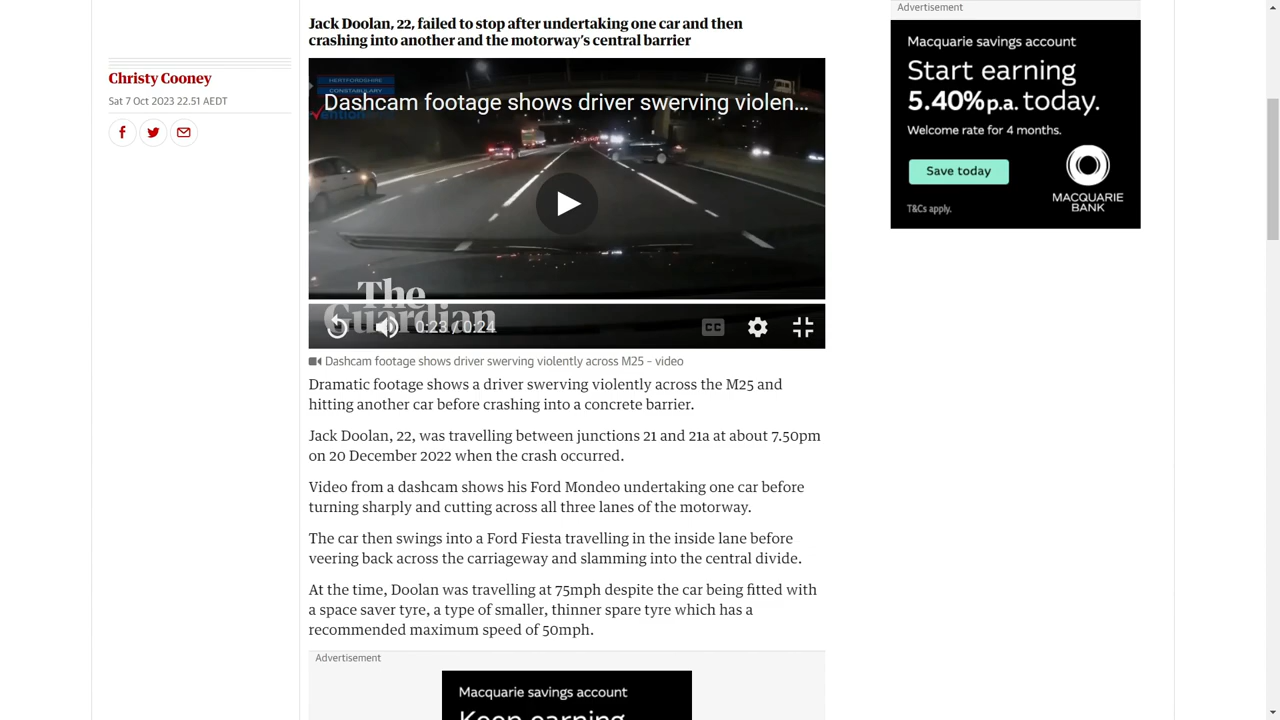 Jack Doolan, 22, failed to stop after undertaking one car and then
crashing into another and the motorway's central barrier
Christy Cooney
Sat 7 Oct 2023 22.51 AEDT
HERTFORDSHIRE
CONSTABULARY
Dashcam footage shows driver swerving violen...
The
Guardian
0:23 / 0:24
CC
Dashcam footage shows driver swerving violently across M25 – video
Dramatic footage shows a driver swerving violently across the M25 and
hitting another car before crashing into a concrete barrier.
Jack Doolan, 22, was travelling between junctions 21 and 21a at about 7.50pm
on 20 December 2022 when the crash occurred.
Video from a dashcam shows his Ford Mondeo undertaking one car before
turning sharply and cutting across all three lanes of the motorway.
The car then swings into a Ford Fiesta travelling in the inside lane before
veering back across the carriageway and slamming into the central divide.
At the time, Doolan was travelling at 75mph despite the car being fitted with
a space saver tyre, a type of smaller, thinner spare tyre which has a
recommended maximum speed of 50mph.
Advertisement
Macquarie savings account
Keep earning
Advertisement
Macquarie savings account
Start earning
5.40%p.a. today.
Welcome rate for 4 months.
Save today
T&Cs apply.
MACQUARIE
BANK